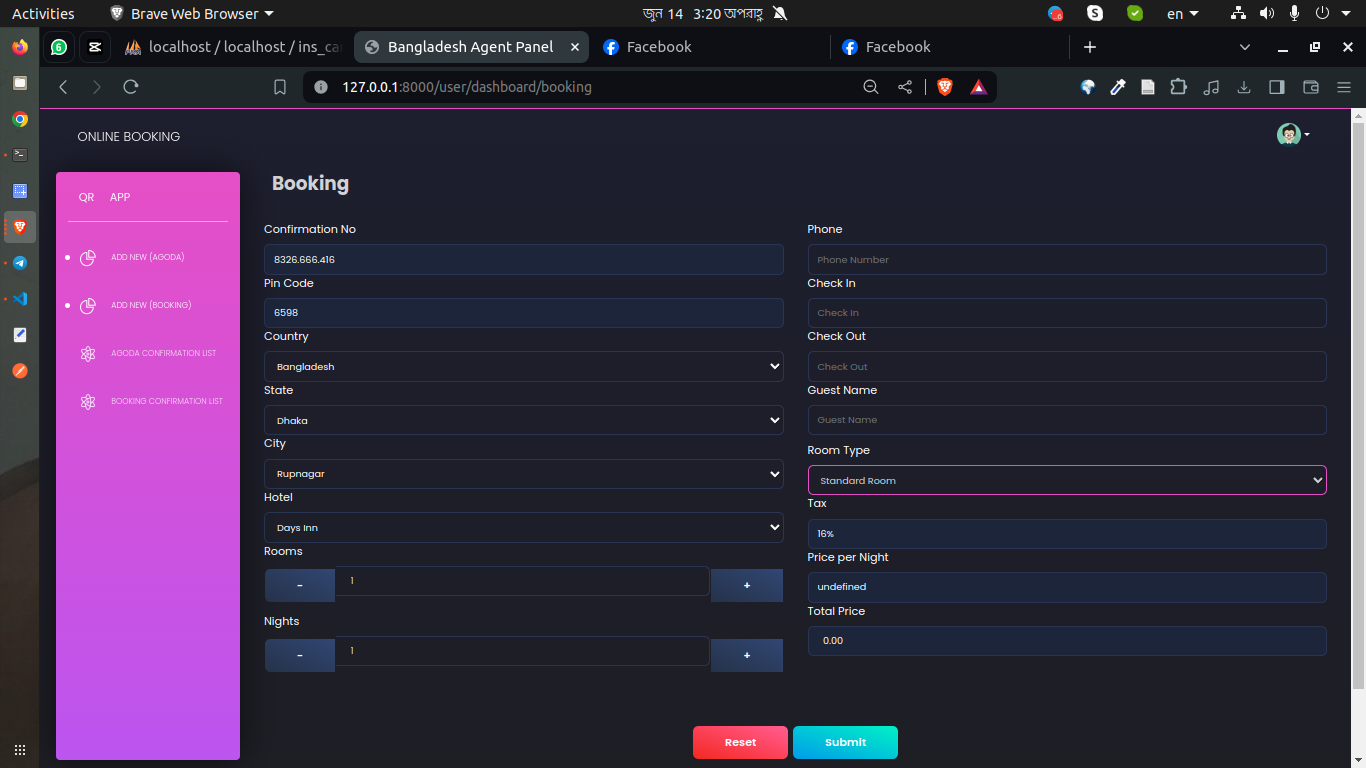 Activities Brave Web Browser জুন 14 3:20 অপরাহ্ণ en
6 localhost / localhost / ins_ca Bangladesh Agent Panel Facebook Facebook
127.0.0.1:8000/user/dashboard/booking
ONLINE BOOKING
QR APP
ADD NEW (AGODA)
ADD NEW (BOOKING)
AGODA CONFIRMATION LIST
BOOKING CONFIRMATION LIST
Booking
Confirmation No
8326.666.416
Pin Code
6598
Country
Bangladesh
State
Dhaka
City
Rupnagar
Hotel
Days Inn
Rooms
- 1 +
Nights
- 1 +
Phone
Phone Number
Check In
Check In
Check Out
Check Out
Guest Name
Guest Name
Room Type
Standard Room
Tax
16%
Price per Night
undefined
Total Price
0.00
Reset Submit